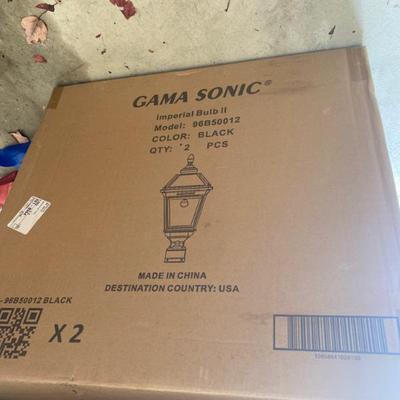 GAMA SONIC®
Imperial Bulb II
Model: 96B50012
COLOR: BLACK
QTY: 2 PCS
MADE IN CHINA
DESTINATION COUNTRY: USA
- 96B50012 BLACK
X 2